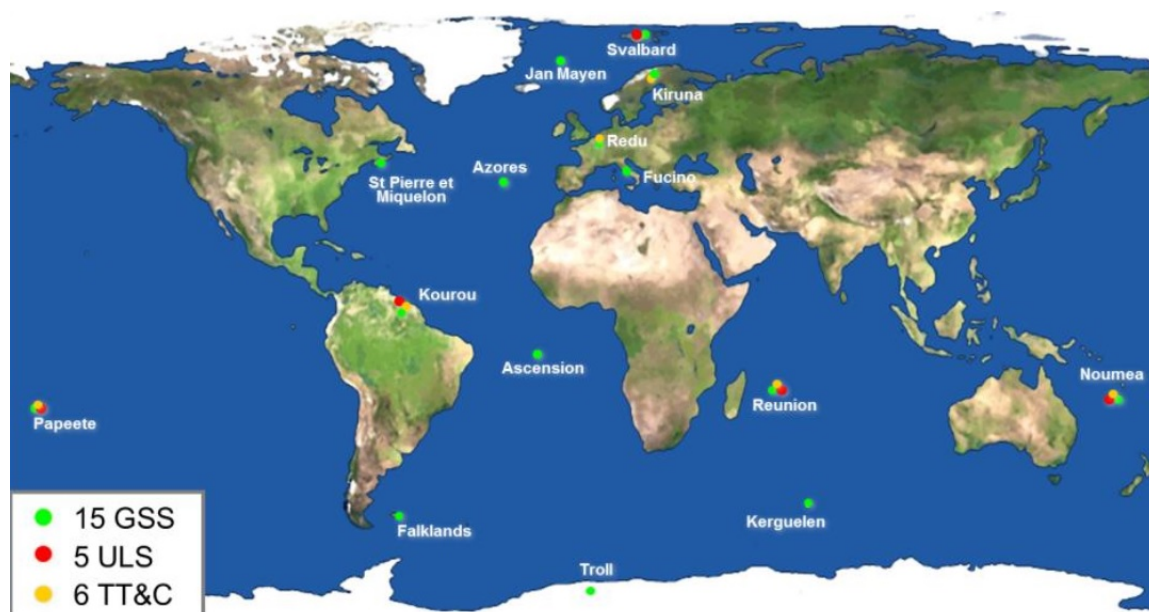 Svalbard
Jan Mayen
Kiruna
Redu
Azores
Fucino
St Pierre et
Miquelon
Kourou
Ascension
Noumea
Reunion
Papeete
Kerguelen
Falklands
Troll
15 GSS
5 ULS
6 TT&C